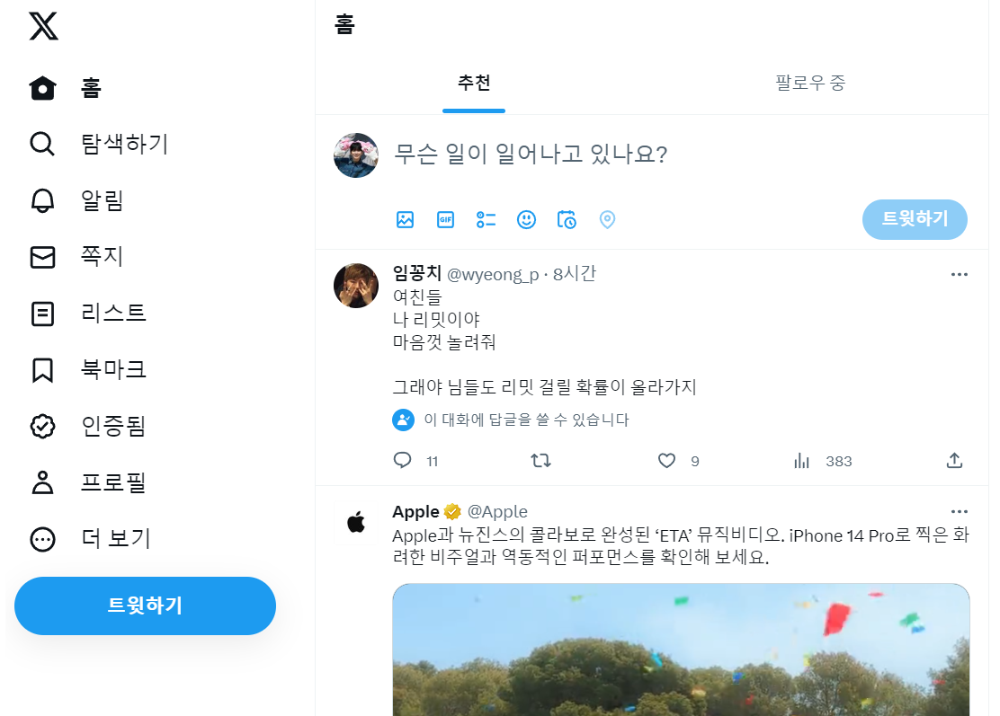 홈
탐색하기
알림
쪽지
리스트
북마크
인증됨
프로필
더 보기
트윗하기
홈
추천 팔로우 중
무슨 일이 일어나고 있나요?
GIF
트윗하기
임꽁치 @wyeong_p · 8시간
여친들
나 리밋이야
마음껏 놀려줘
그래야 님들도 리밋 걸릴 확률이 올라가지
이 대화에 답글을 쓸 수 있습니다
11 9 383
Apple @Apple
Apple과 뉴진스의 콜라보로 완성된 ‘ETA’ 뮤직비디오. iPhone 14 Pro로 찍은 화
려한 비주얼과 역동적인 퍼포먼스를 확인해 보세요.